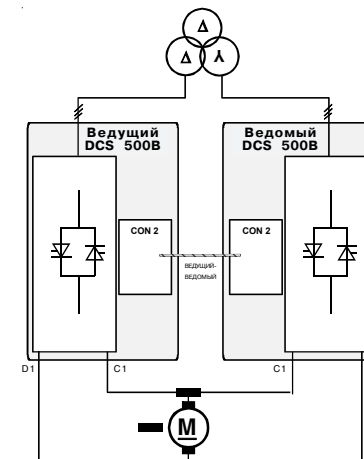 Δ
Δ
Y
Ведущий
DCS 500B
Ведомый
DCS 500B
CON 2
CON 2
ВЕДУЩИЙ-
ВЕДОМЫЙ
D1
C1
C1
M